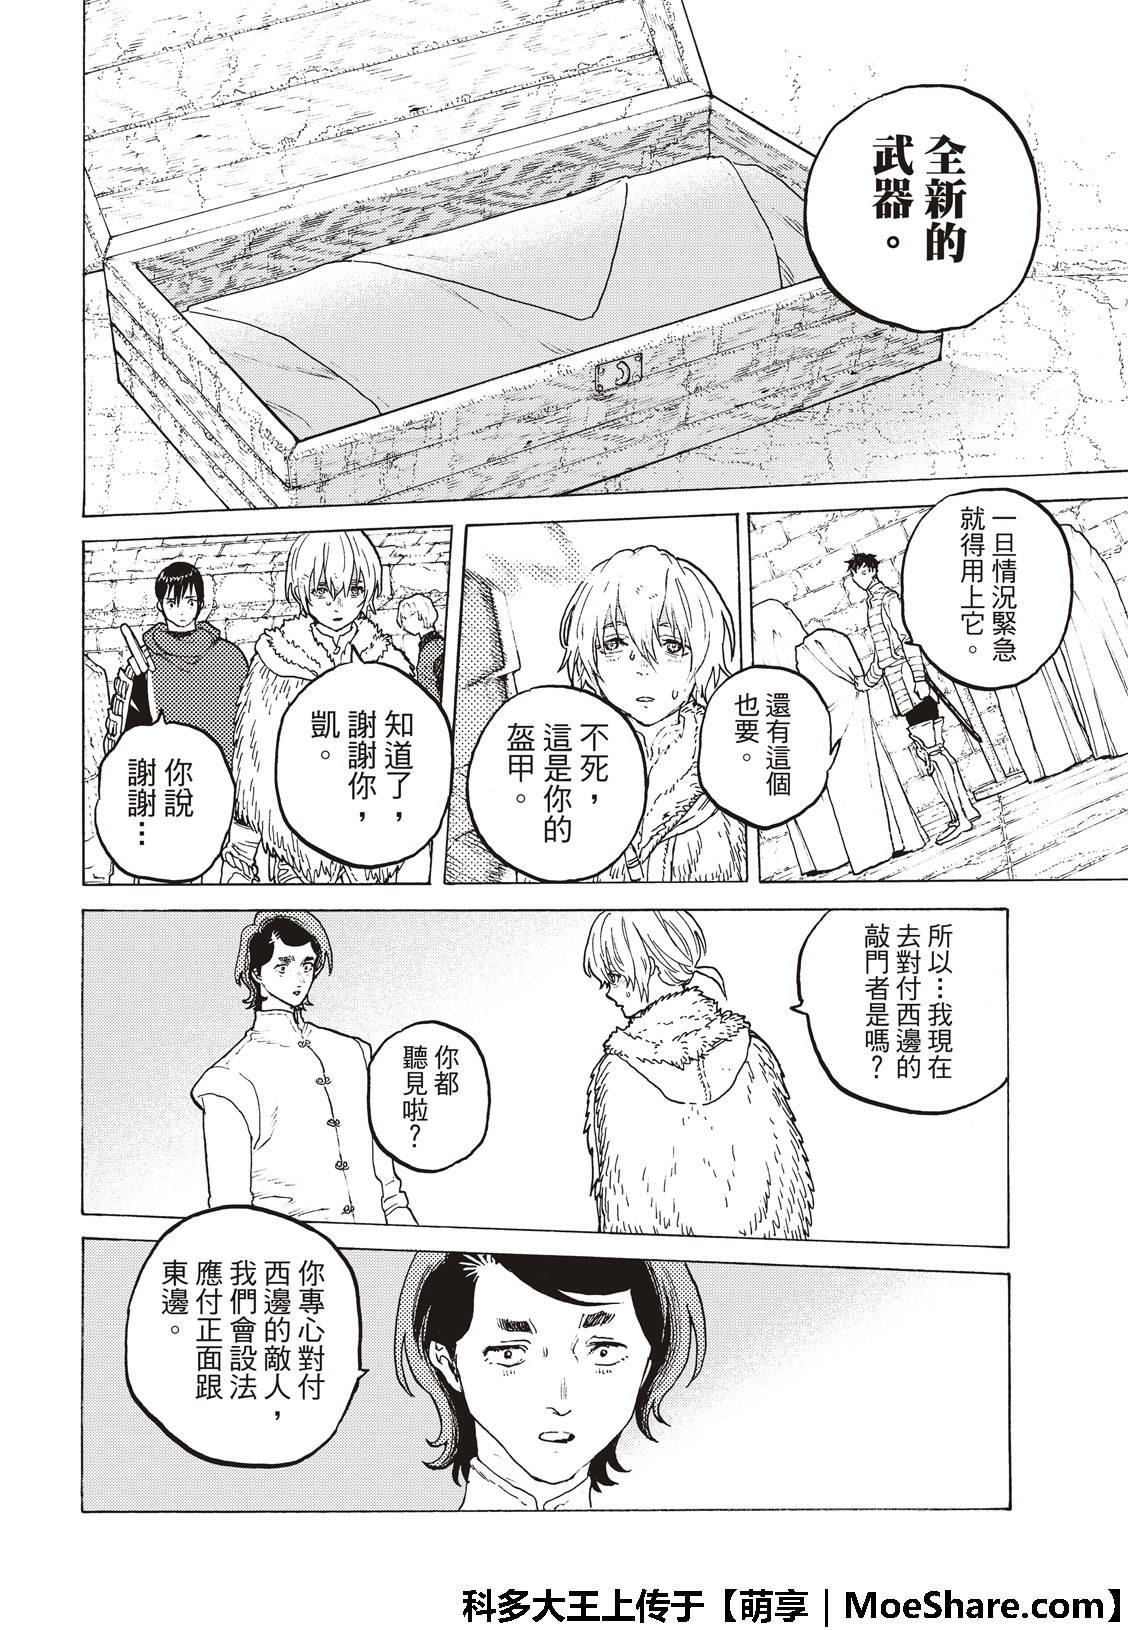 全新的
武器。
一旦情況緊急
就得用上它。
還有這個
也要。
不死，
這是你的
盔甲。
知道了，
謝謝你，
凱。
你說
謝謝…
所以…我現在
去對付西邊的
敲門者是嗎？
你都
聽見啦？
你專心對付
西邊的敵人，
我們會設法
應付正面跟
東邊。
科多大王上传于【萌享｜MoeShare.com】